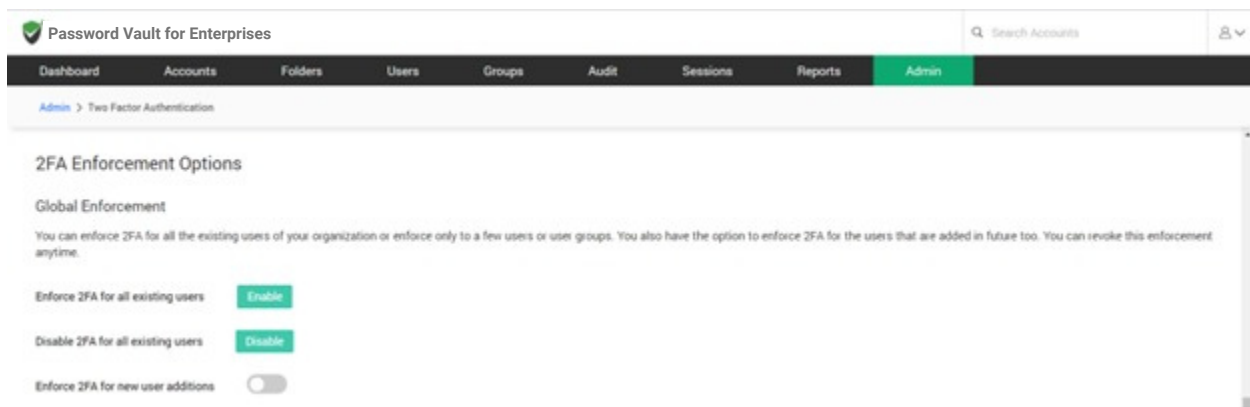 Password Vault for Enterprises
Search Accounts
Dashboard Accounts Folders Users Groups Audit Sessions Reports Admin
Admin > Two Factor Authentication
2FA Enforcement Options
Global Enforcement
You can enforce 2FA for all the existing users of your organization or enforce only to a few users or user groups. You also have the option to enforce 2FA for the users that are added in future too. You can revoke this enforcement
anytime.
Enforce 2FA for all existing users Enable
Disable 2FA for all existing users Disable
Enforce 2FA for new user additions